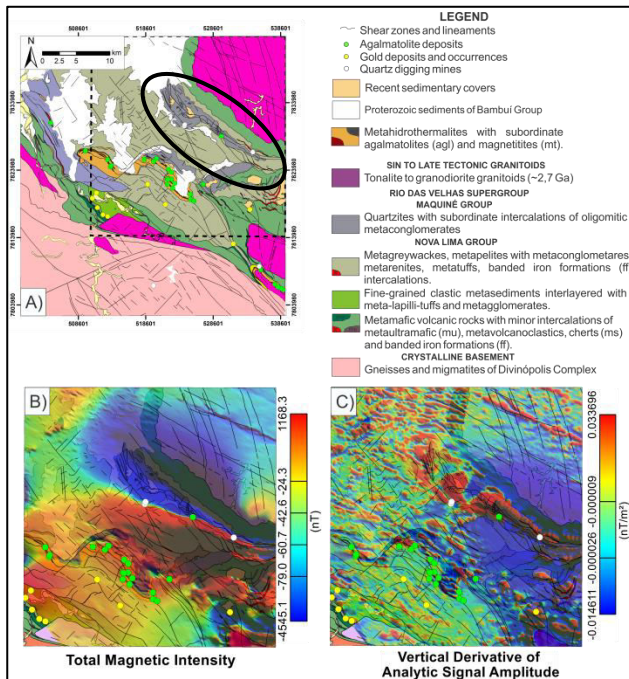 508601 518601 528601 538601
N
0 5 10
km
7833980
7823980
7813980
7803980
A)
508601 518601 528601 538601
LEGEND
Shear zones and lineaments
Agalmatolite deposits
Gold deposits and occurrences
Quartz digging mines
Recent sedimentary covers
Proterozoic sediments of Bambuí Group
Metahidrothermalites with subordinate
agalmatolites (agl) and magnetitites (mt).
SIN TO LATE TECTONIC GRANITOIDS
Tonalite to granodiorite granitoids (~2,7 Ga)
RIO DAS VELHAS SUPERGROUP
MAQUINÉ GROUP
Quartzites with subordinate intercalations of oligomitic
metaconglomerates
NOVA LIMA GROUP
Metagreywackes, metapelites with metaconglometares
metarenites, metatuffs, banded iron formations (ff
intercalations.
Fine-grained clastic metasediments interlayered with
meta-lapilli-tuffs and metagglomerates.
Metamafic volcanic rocks with minor intercalations of
metaultramafic (mu), metavolcanoclastics, cherts (ms)
and banded iron formations (ff).
CRYSTALLINE BASEMENT
Gneisses and migmatites of Divinópolis Complex
B)
1168.3
-24.3
-42.6
-60.7
-79.0
-4545.1
(nT)
Total Magnetic Intensity
C)
0.033696
-0.000009
-0.000026
-0.014611
(nT/m²)
Vertical Derivative of
Analytic Signal Amplitude